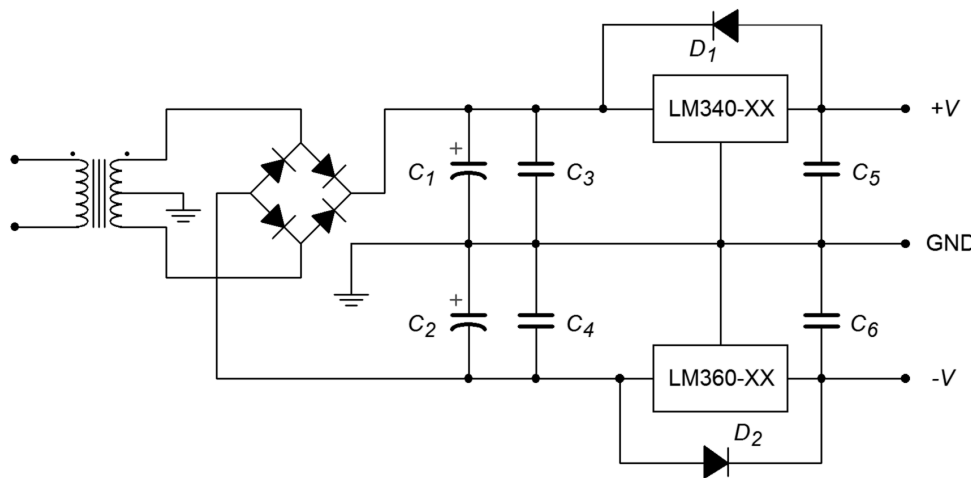 D1
LM340-XX
+V
+
C1
C3
C5
GND
+
C2
C4
C6
LM360-XX
-V
D2